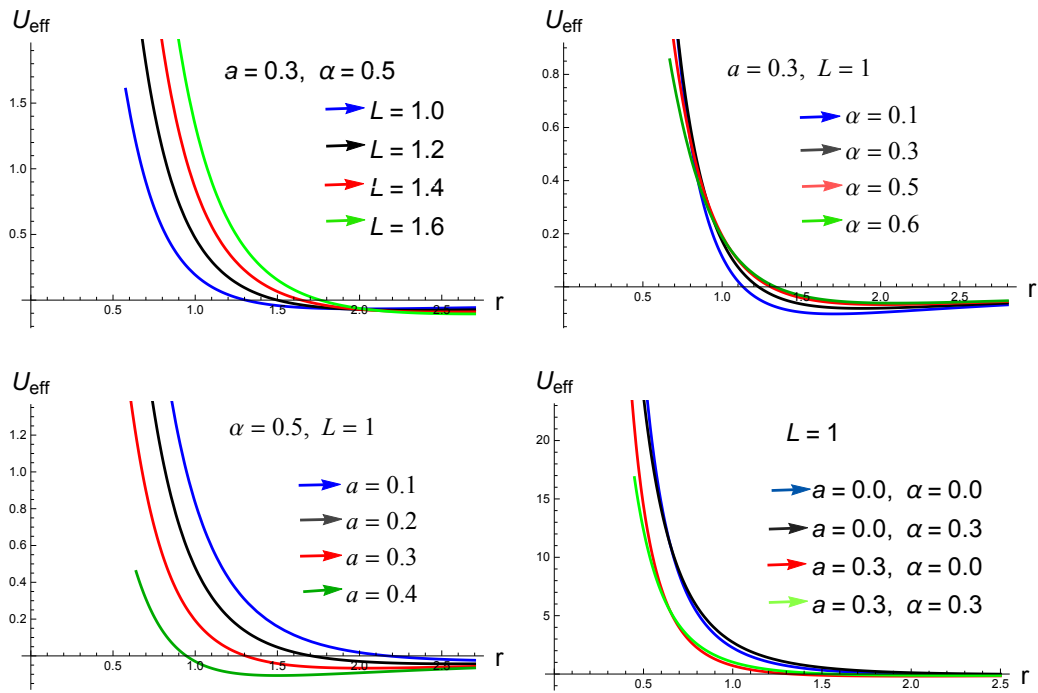 U_eff
a = 0.3, α = 0.5
L = 1.0
L = 1.2
L = 1.4
L = 1.6
1.5
1.0
0.5
0.5 1.0 1.5 2.0 2.5
r
U_eff
a = 0.3, L = 1
α = 0.1
α = 0.3
α = 0.5
α = 0.6
0.8
0.6
0.4
0.2
0.5 1.0 1.5 2.0 2.5
r
U_eff
α = 0.5, L = 1
a = 0.1
a = 0.2
a = 0.3
a = 0.4
1.2
1.0
0.8
0.6
0.4
0.2
0.5 1.0 1.5 2.0 2.5
r
U_eff
L = 1
a = 0.0, α = 0.0
a = 0.0, α = 0.3
a = 0.3, α = 0.0
a = 0.3, α = 0.3
20
15
10
5
0.5 1.0 1.5 2.0 2.5
r